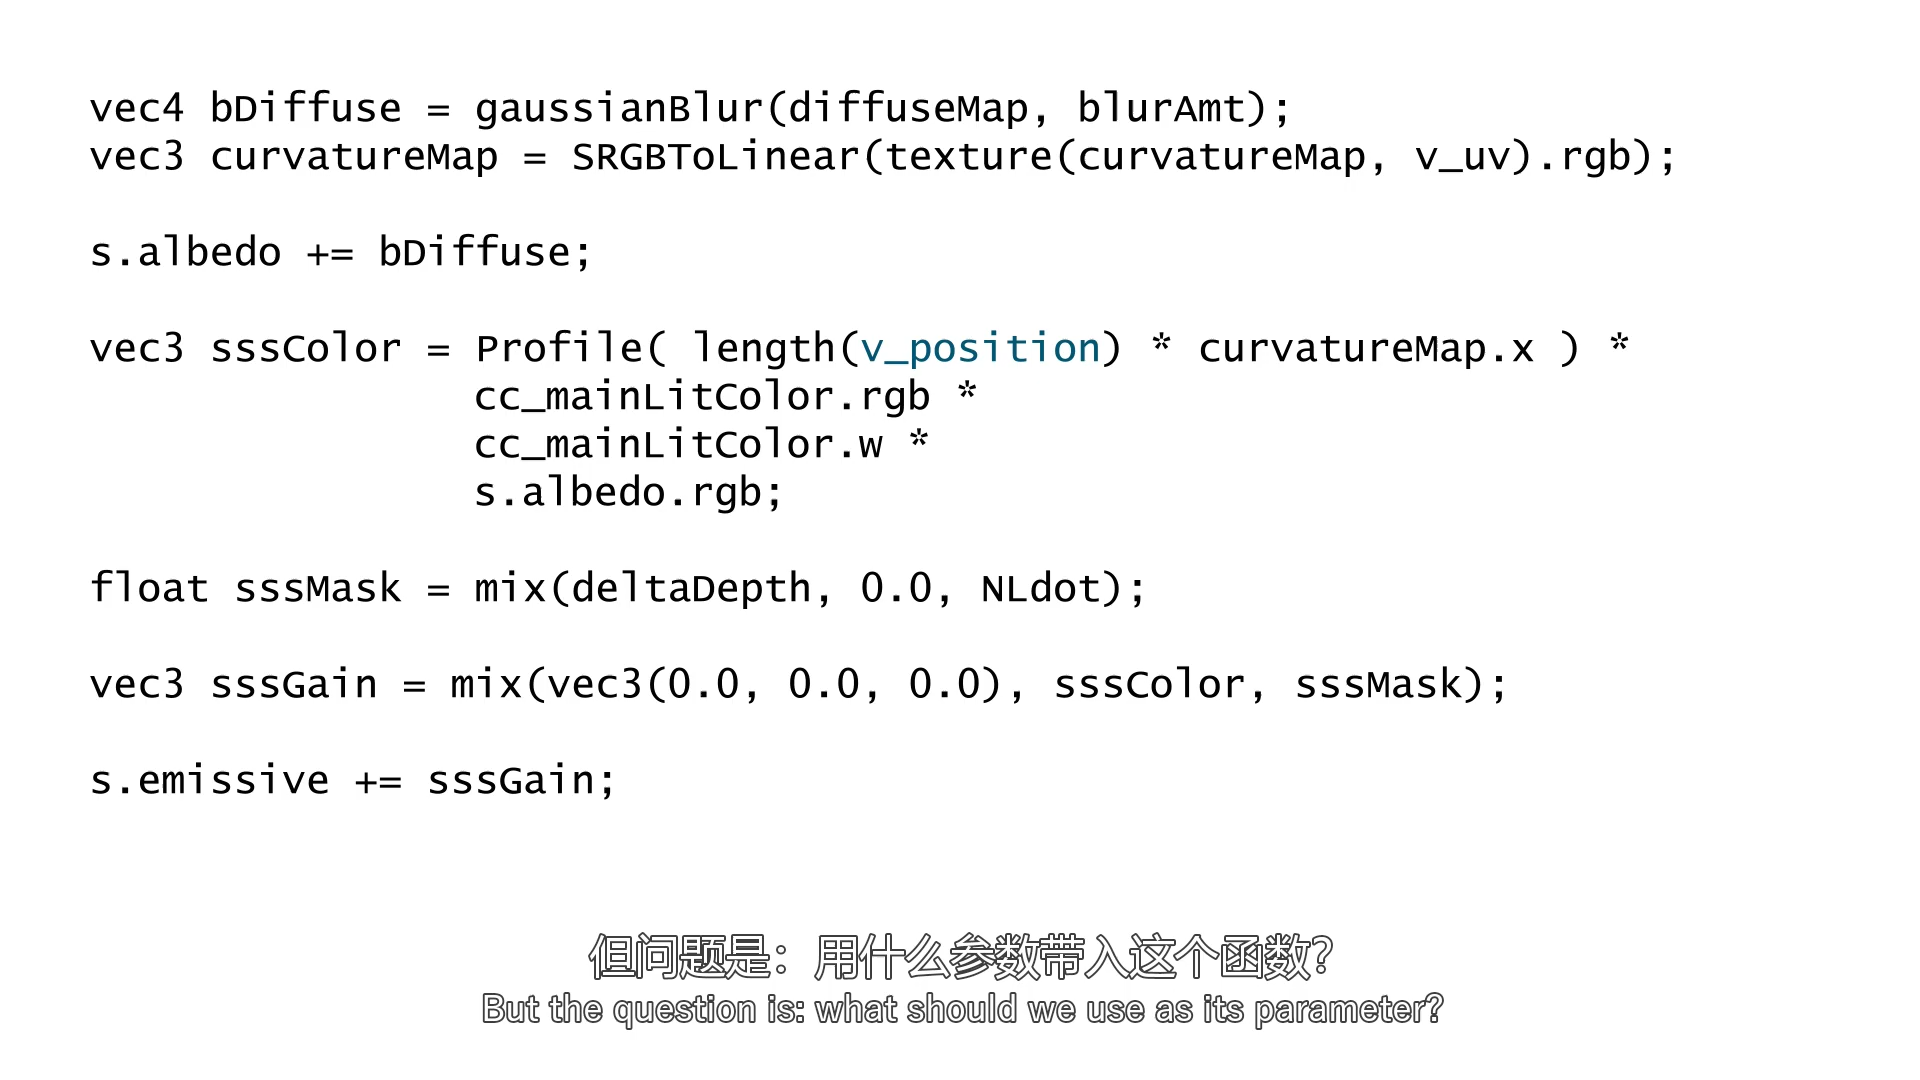 vec4 bDiffuse = gaussianBlur(diffuseMap, blurAmt);
vec3 curvatureMap = SRGBToLinear(texture(curvatureMap, v_uv).rgb);
s.albedo += bDiffuse;
vec3 sssColor = Profile( length(v_position) * curvatureMap.x ) *
cc_mainLitColor.rgb *
cc_mainLitColor.w *
s.albedo.rgb;
float sssMask = mix(deltaDepth, 0.0, NLdot);
vec3 sssGain = mix(vec3(0.0, 0.0, 0.0), sssColor, sssMask);
s.emissive += sssGain;
但问题是：用什么参数带入这个函数？
But the question is: what should we use as its parameter?